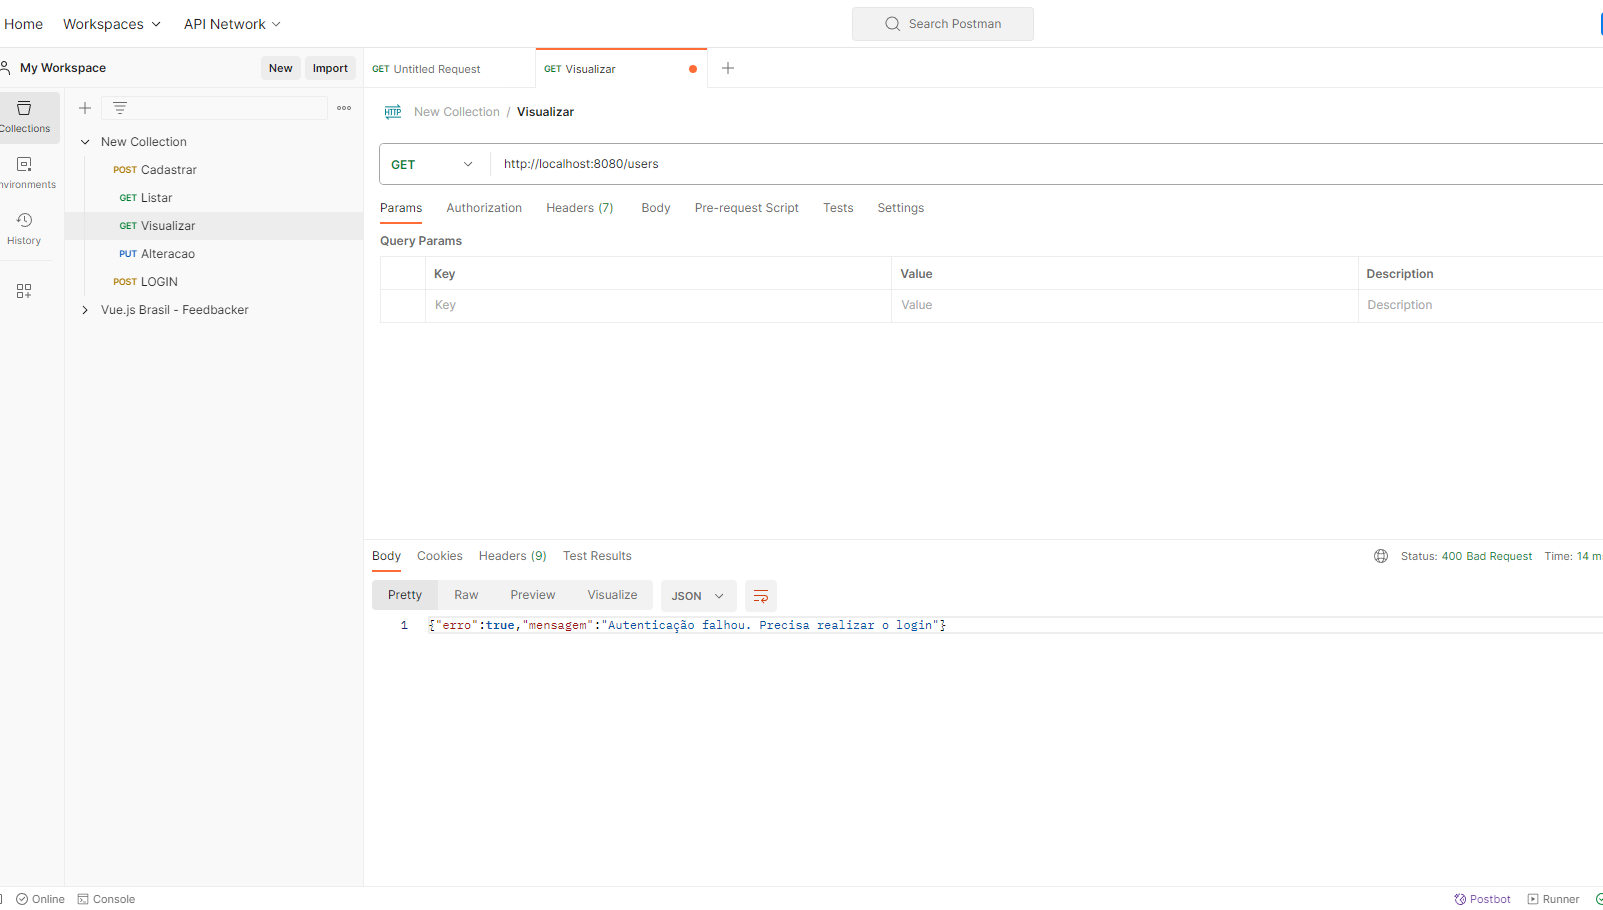 Home Workspaces API Network Search Postman
My Workspace New Import GET Untitled Request GET Visualizar
Collections
New Collection
POST Cadastrar
GET Listar
GET Visualizar
PUT Alteracao
POST LOGIN
Vue.js Brasil - Feedbacker
nvironments
History
HTTP New Collection / Visualizar
GET http://localhost:8080/users
Params Authorization Headers (7) Body Pre-request Script Tests Settings
Query Params
Key Value Description
Key Value Description
Body Cookies Headers (9) Test Results Status: 400 Bad Request Time: 14 m
Pretty Raw Preview Visualize JSON
1 {"erro":true,"mensagem":"Autenticação falhou. Precisa realizar o login"}
Online Console Postbot Runner